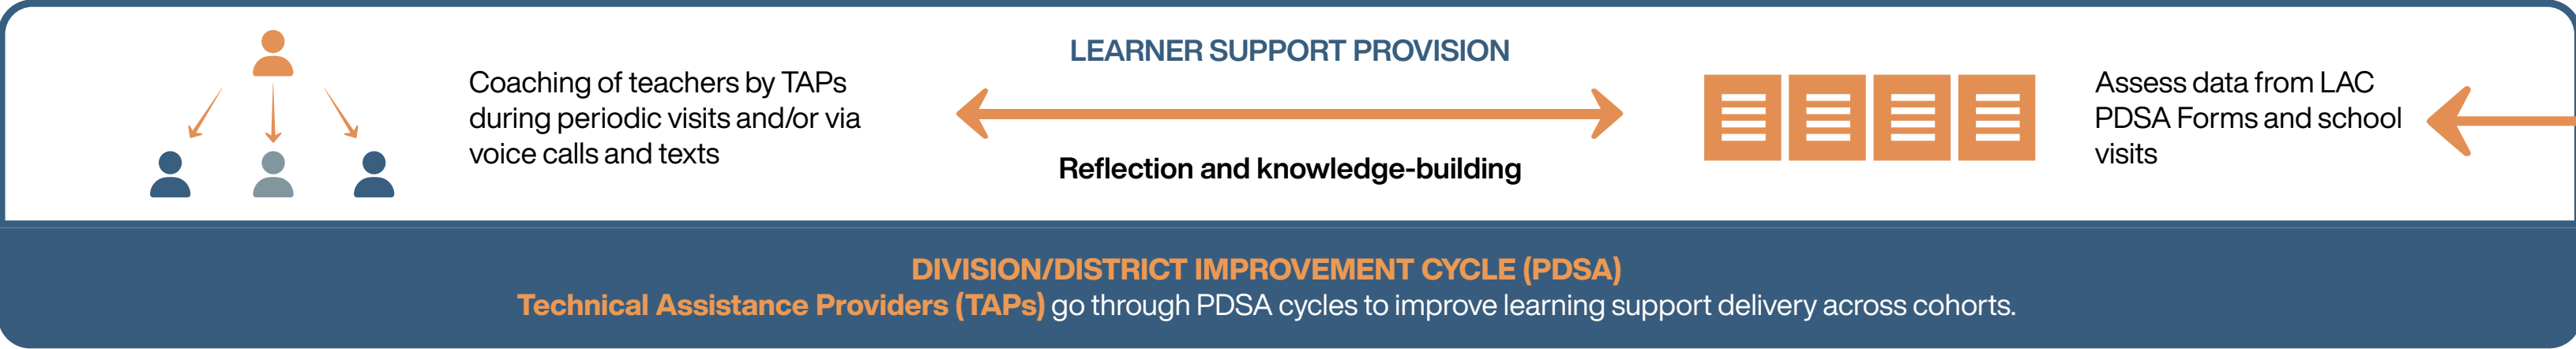 Coaching of teachers by TAPs
during periodic visits and/or via
voice calls and texts
LEARNER SUPPORT PROVISION
Reflection and knowledge-building
Assess data from LAC
PDSA Forms and school
visits
DIVISION/DISTRICT IMPROVEMENT CYCLE (PDSA)
Technical Assistance Providers (TAPs) go through PDSA cycles to improve learning support delivery across cohorts.